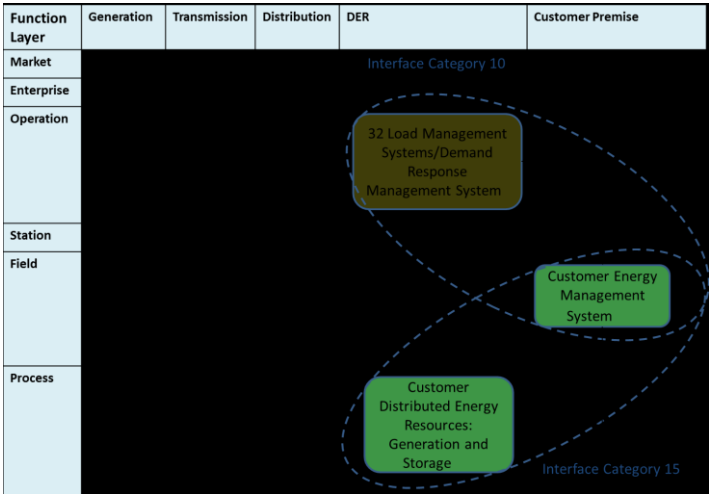 Function Layer
Generation
Transmission
Distribution
DER
Customer Premise
Market
Interface Category 10
Enterprise
Operation
32 Load Management
Systems/Demand
Response
Management System
Station
Field
Customer Energy
Management
System
Process
Customer
Distributed Energy
Resources:
Generation and
Storage
Interface Category 15